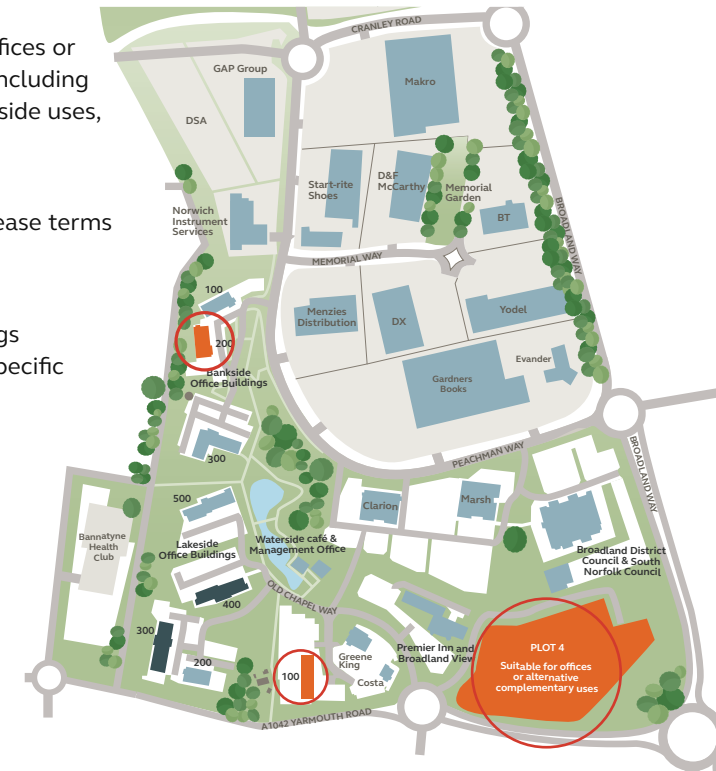 fices or
ncluding
side uses,
ease terms
gs
pecific
CRANLEY ROAD
GAP Group
Makro
DSA
Start-rite
Shoes
D&F
McCarthy
Memorial
Garden
BT
BROADLAND WAY
Norwich
Instrument
Services
MEMORIAL WAY
100
Menzies
Distribution
DX
Yodel
200
Bankside
Office Buildings
Evander
Gardners
Books
300
PEACHMAN WAY
BROADLAND WAY
500
Clarion
Marsh
Bannatyne
Health
Club
Lakeside
Office Buildings
Waterside café &
Management Office
Broadland District
Council & South
Norfolk Council
400
OLD CHAPEL WAY
300
200
Greene
King
Premier Inn and
Broadland View
PLOT 4
Suitable for offices
or alternative
complementary uses
100
Costa
A1042 YARMOUTH ROAD